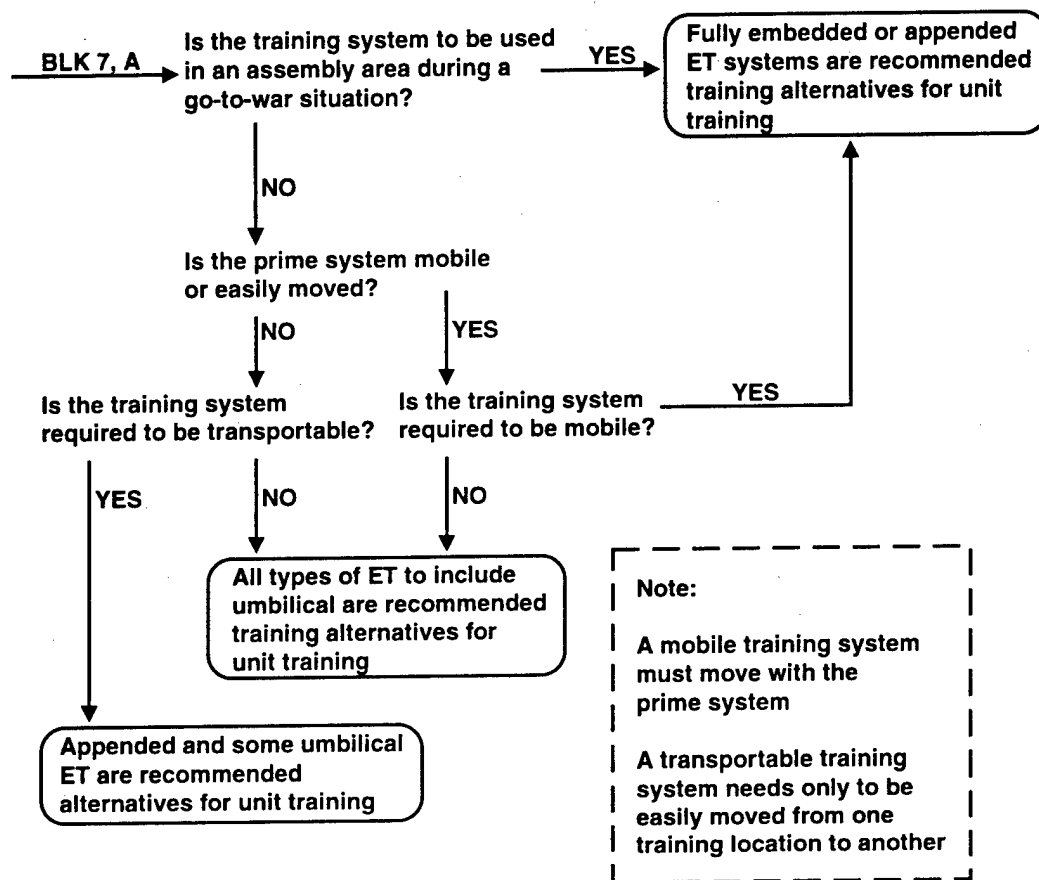 BLK 7, A
Is the training system to be used
in an assembly area during a
go-to-war situation?
YES
Fully embedded or appended
ET systems are recommended
training alternatives for unit
training
NO
Is the prime system mobile
or easily moved?
NO
YES
Is the training system
required to be transportable?
Is the training system
required to be mobile?
YES
YES
NO
NO
All types of ET to include
umbilical are recommended
training alternatives for
unit training
Appended and some umbilical
ET are recommended
alternatives for unit training
Note:
A mobile training system
must move with the
prime system
A transportable training
system needs only to be
easily moved from one
training location to another